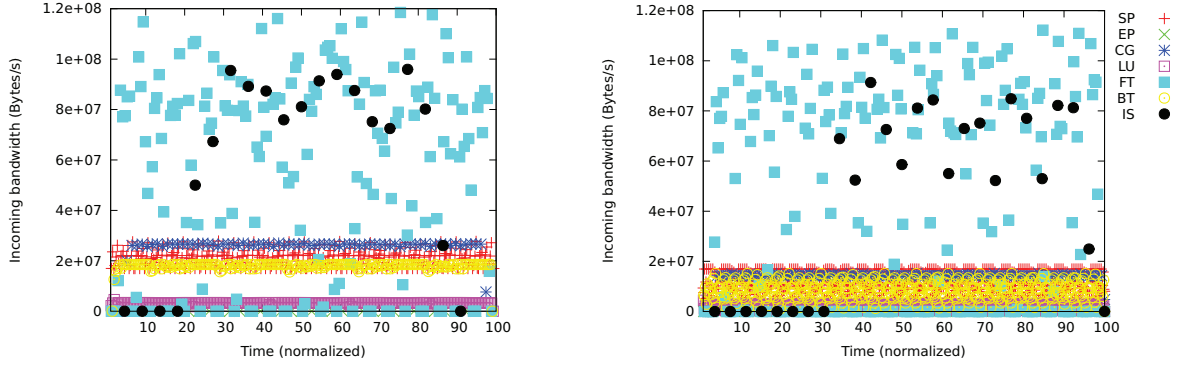 1.2e+08
1e+08
8e+07
6e+07
4e+07
2e+07
0
10 20 30 40 50 60 70 80 90 100
Time (normalized)
Incoming bandwidth (Bytes/s)
1.2e+08
1e+08
8e+07
6e+07
4e+07
2e+07
0
10 20 30 40 50 60 70 80 90 100
Time (normalized)
Incoming bandwidth (Bytes/s)
SP
EP
CG
LU
FT
BT
IS